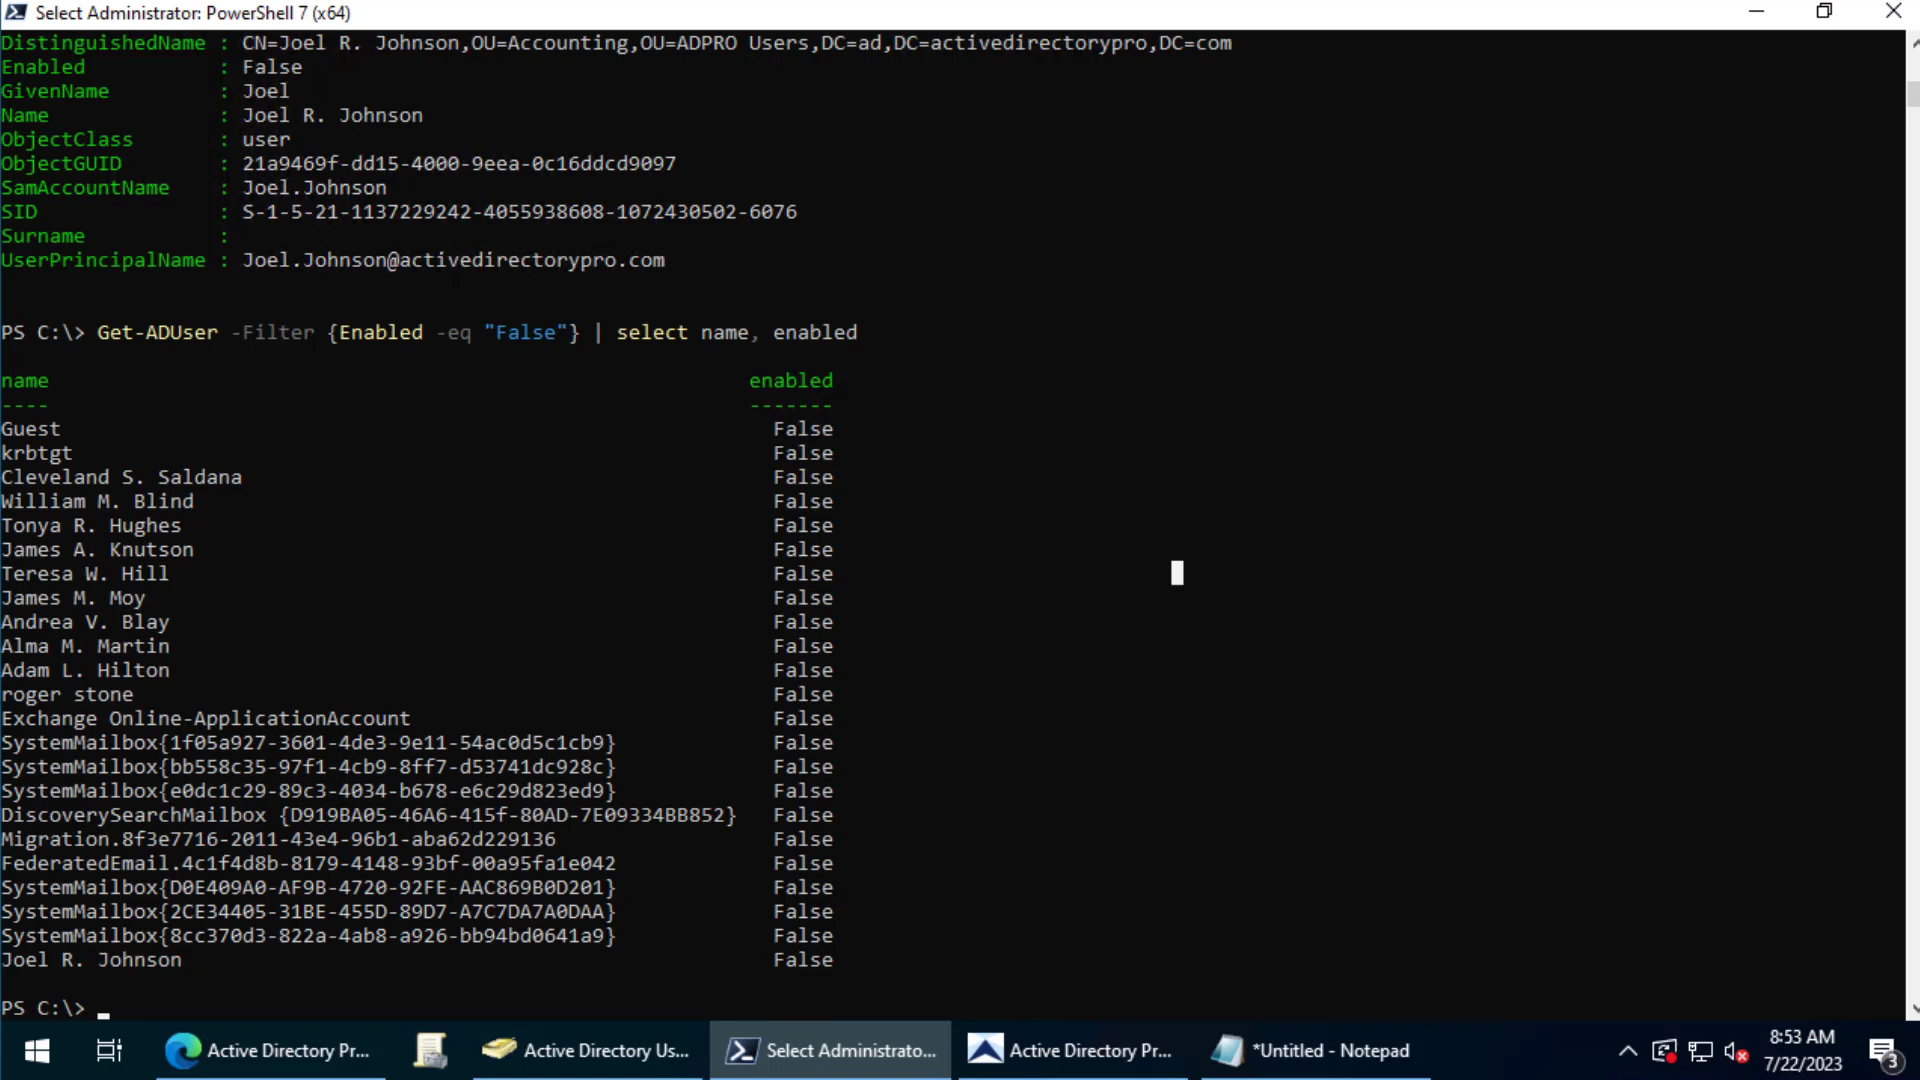 Select Administrator: PowerShell 7 (x64)
DistinguishedName : CN=Joel R. Johnson,OU=Accounting,OU=ADPRO Users,DC=ad,DC=activedirectorypro,DC=com
Enabled : False
GivenName : Joel
Name : Joel R. Johnson
ObjectClass : user
ObjectGUID : 21a9469f-dd15-4000-9eea-0c16ddcd9097
SamAccountName : Joel.Johnson
SID : S-1-5-21-1137229242-4055938608-1072430502-6076
Surname :
UserPrincipalName : Joel.Johnson@activedirectorypro.com
PS C:\> Get-ADUser -Filter {Enabled -eq "False"} | select name, enabled
name enabled
---- -------
Guest False
krbtgt False
Cleveland S. Saldana False
William M. Blind False
Tonya R. Hughes False
James A. Knutson False
Teresa W. Hill False
James M. Moy False
Andrea V. Blay False
Alma M. Martin False
Adam L. Hilton False
roger stone False
Exchange Online-ApplicationAccount False
SystemMailbox{1f05a927-3601-4de3-9e11-54ac0d5c1cb9} False
SystemMailbox{bb558c35-97f1-4cb9-8ff7-d53741dc928c} False
SystemMailbox{e0dc1c29-89c3-4034-b678-e6c29d823ed9} False
DiscoverySearchMailbox {D919BA05-46A6-415f-80AD-7E09334BB852} False
Migration.8f3e7716-2011-43e4-96b1-aba62d229136 False
FederatedEmail.4c1f4d8b-8179-4148-93bf-00a95fa1e042 False
SystemMailbox{D0E409A0-AF9B-4720-92FE-AAC869B0D201} False
SystemMailbox{2CE34405-31BE-455D-89D7-A7C7DA7A0DAA} False
SystemMailbox{8cc370d3-822a-4ab8-a926-bb94bd0641a9} False
Joel R. Johnson False
PS C:\>
Active Directory Pr... Active Directory Us... Select Administrato... Active Directory Pr... *Untitled - Notepad 8:53 AM
7/22/2023 3